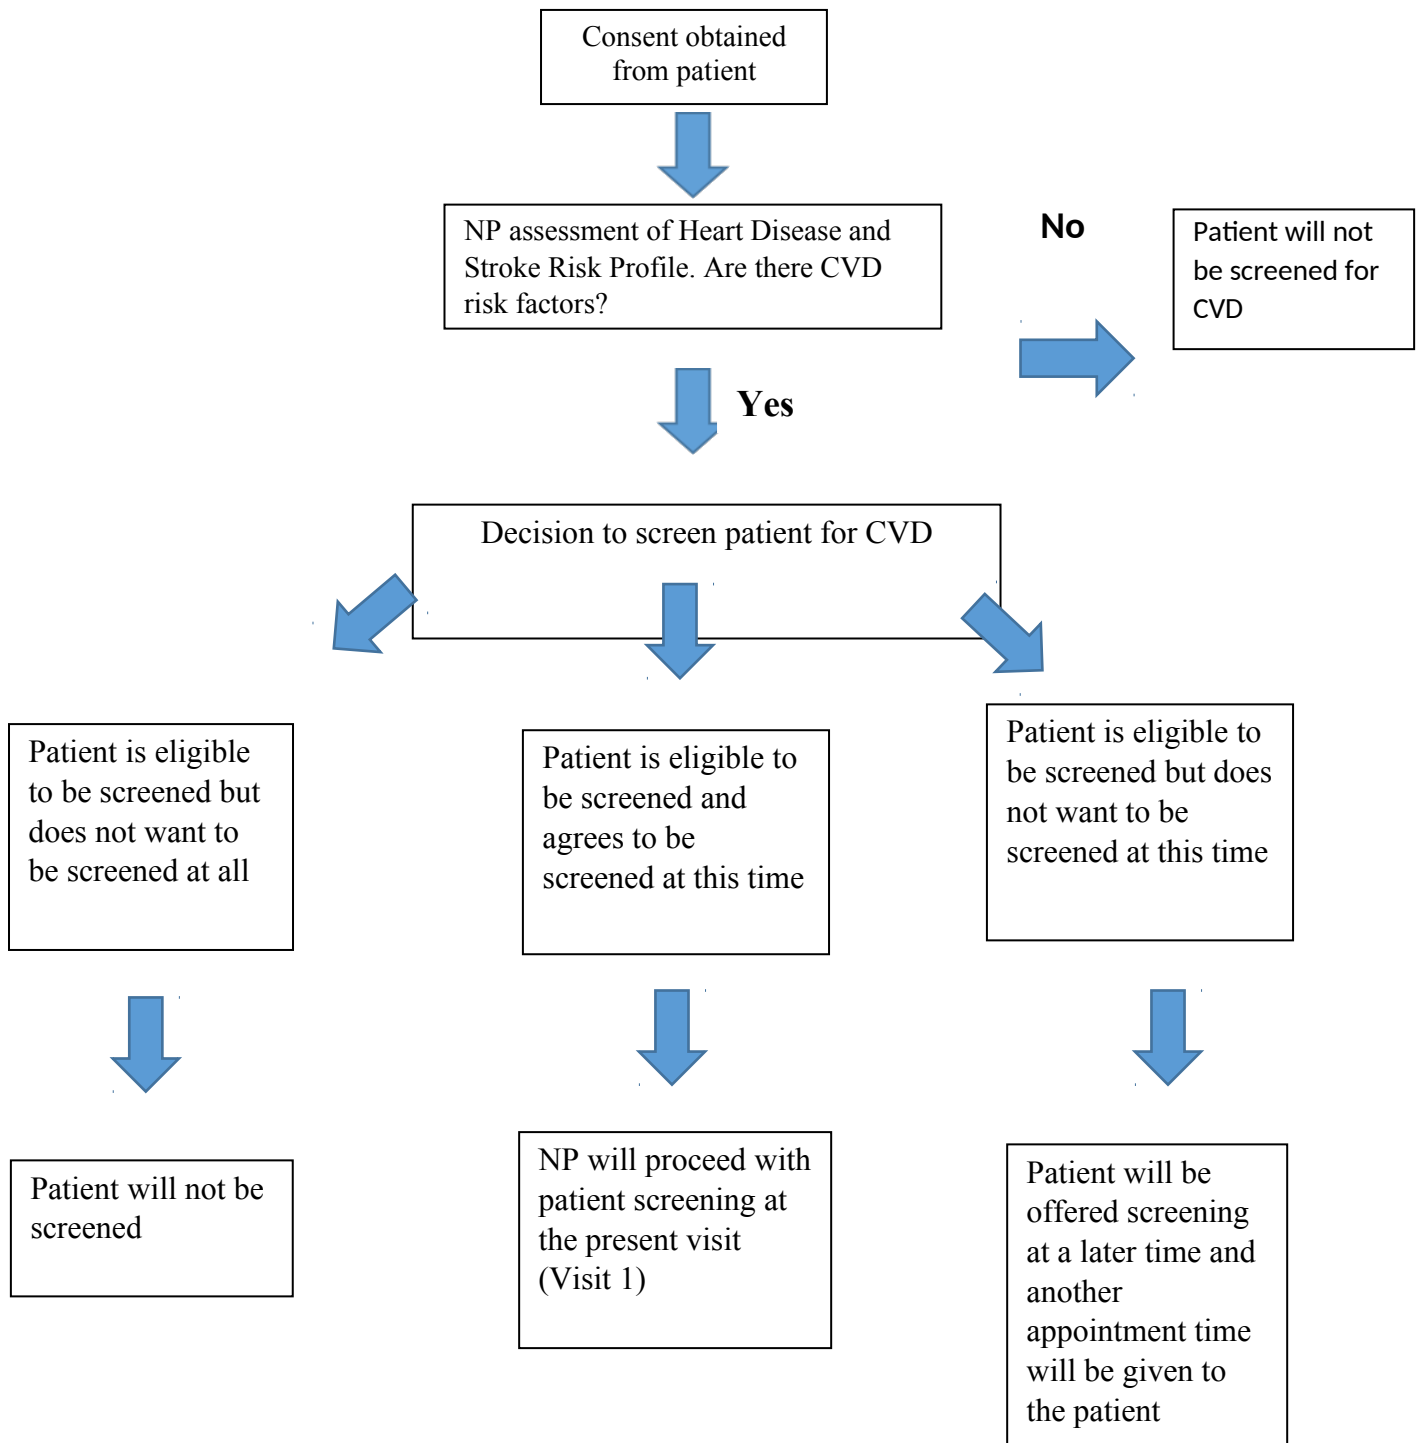 Consent obtained
from patient
NP assessment of Heart Disease and
Stroke Risk Profile. Are there CVD
risk factors?
No
Patient will not
be screened for
CVD
Yes
Decision to screen patient for CVD
Patient is eligible
to be screened but
does not want to
be screened at all
Patient is eligible to
be screened and
agrees to be
screened at this time
Patient is eligible to
be screened but does
not want to be
screened at this time
Patient will not be
screened
NP will proceed with
patient screening at
the present visit
(Visit 1)
Patient will be
offered screening
at a later time and
another
appointment time
will be given to
the patient